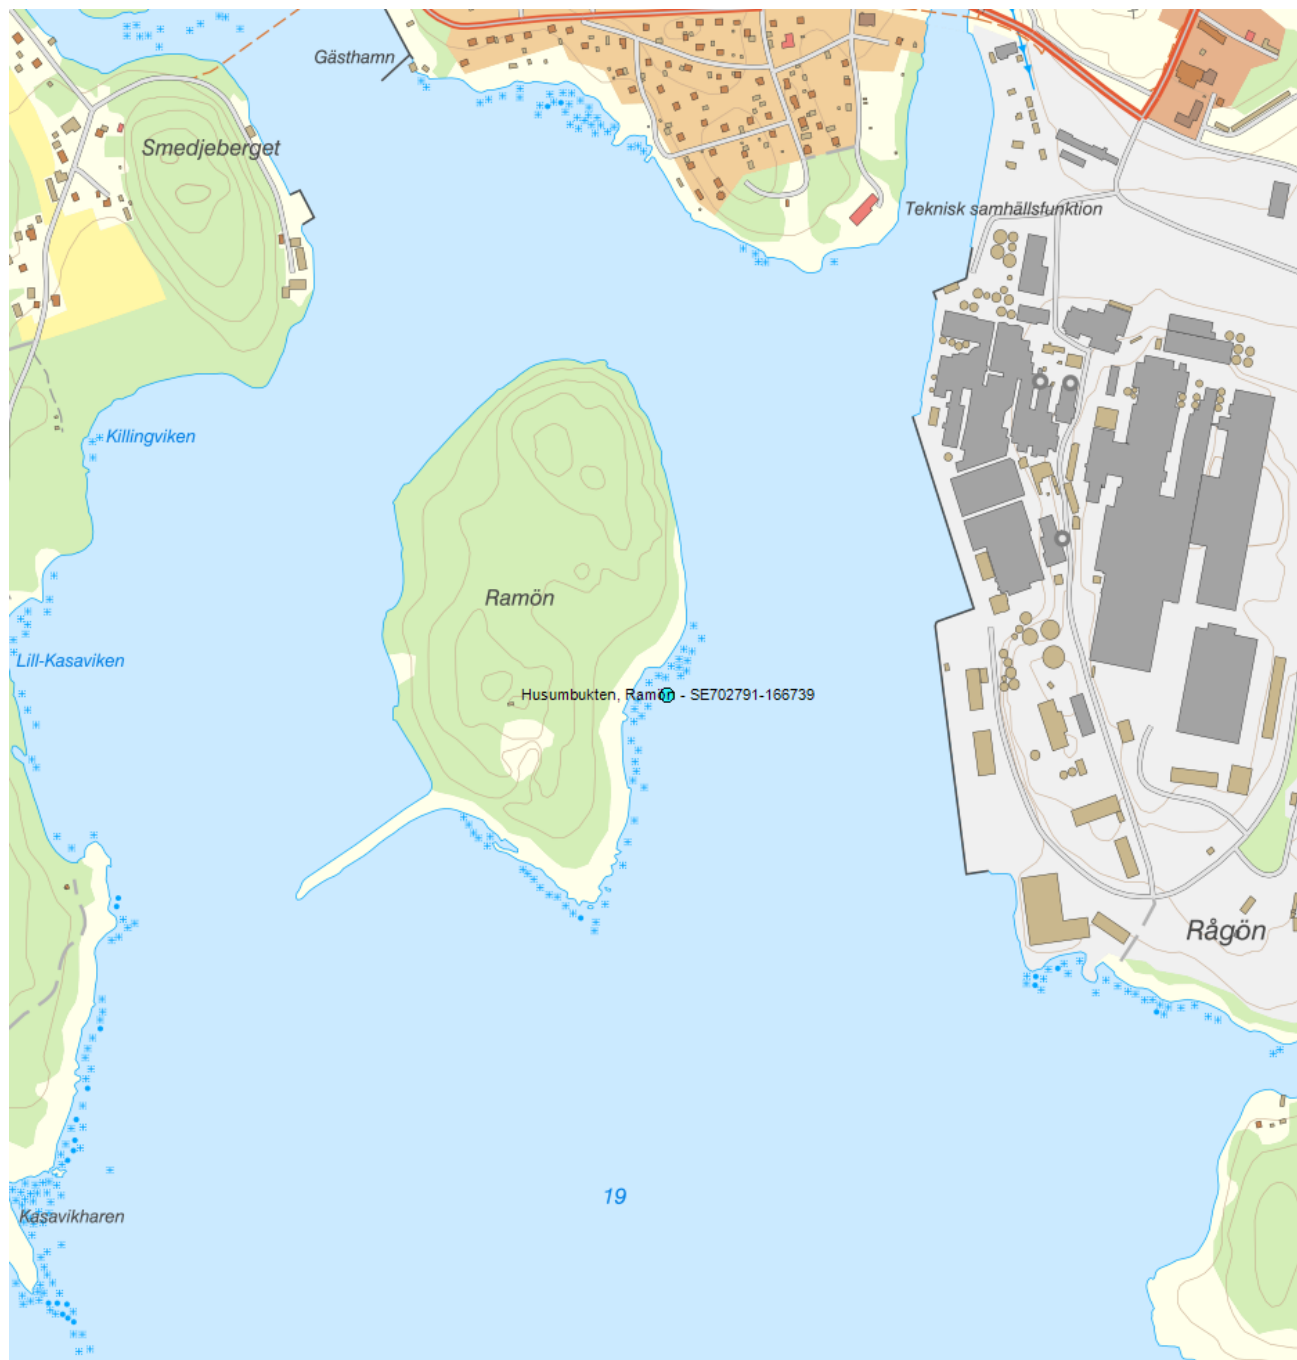 Gästhamn
Smedjeberget
Teknisk samhällsfunktion
Killingviken
Ramön
Lill-Kasaviken
Husumbukten, Ramön - SE702791-166739
Rågön
19
Kasavikharen